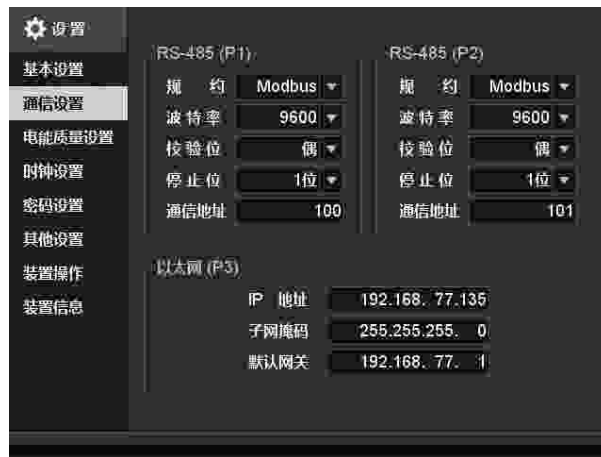 设置
基本设置
通信设置
电能质量设置
时钟设置
密码设置
其他设置
装置操作
装置信息
RS-485 (P1)
规 约 Modbus
波特率 9600
校验位 偶
停止位 1位
通信地址 100
RS-485 (P2)
规 约 Modbus
波特率 9600
校验位 偶
停止位 1位
通信地址 101
以太网 (P3)
IP 地址 192.168. 77.135
子网掩码 255.255.255. 0
默认网关 192.168. 77. 1